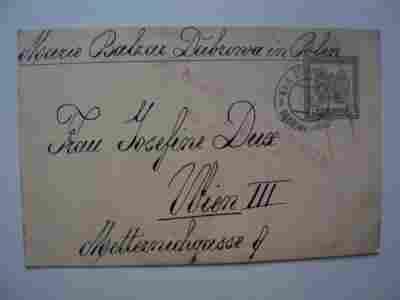 Marie Balzar Dubrowa in Polen
Frau Josefine Dux
Wien III
Metternichgasse 9